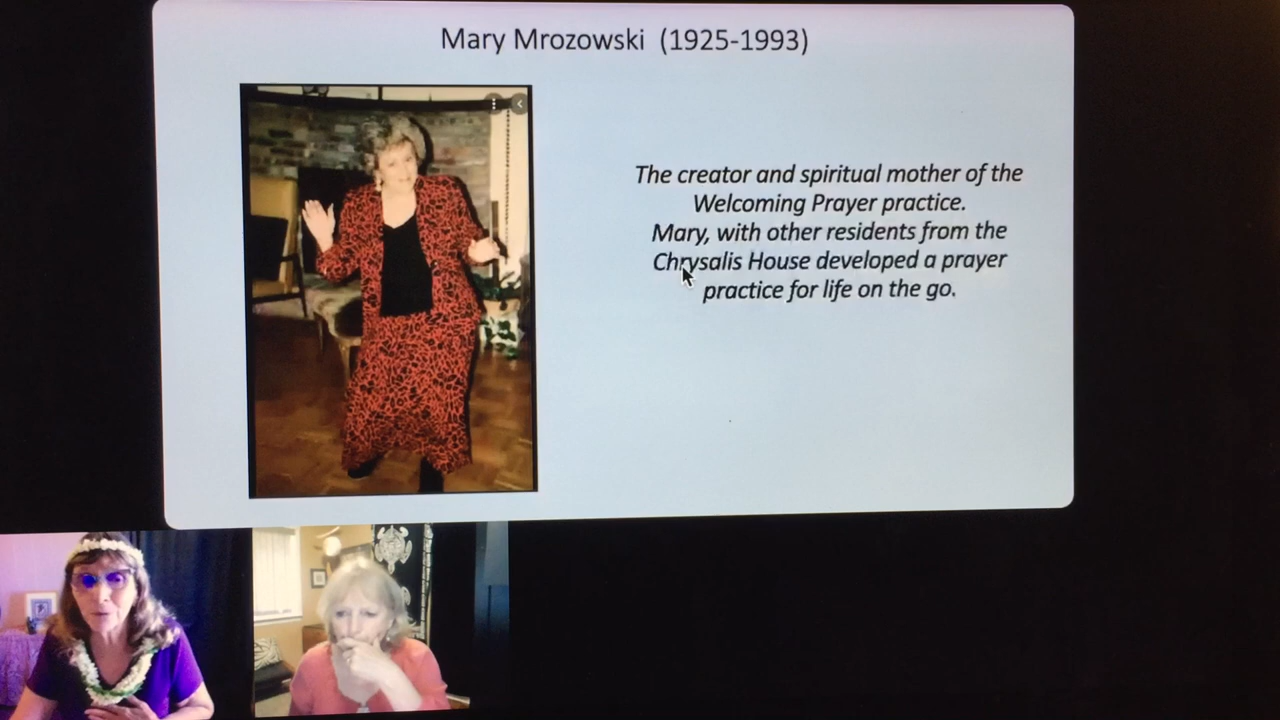 Mary Mrozowski (1925-1993)
The creator and spiritual mother of the
Welcoming Prayer practice.
Mary, with other residents from the
Chrysalis House developed a prayer
practice for life on the go.